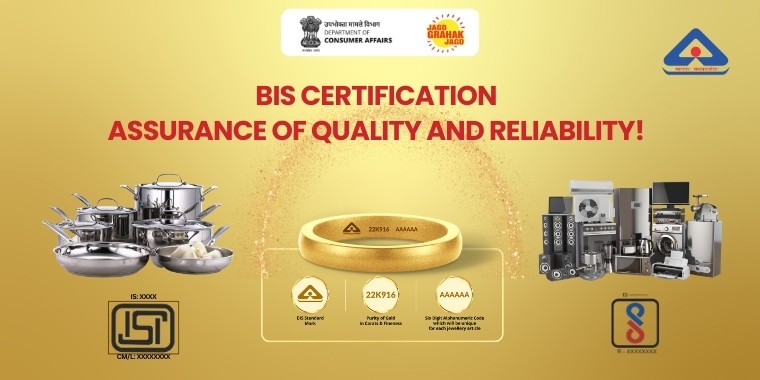 उपभोक्ता मामले विभाग
DEPARTMENT OF
CONSUMER AFFAIRS
JAGO
GRAHAK
JAGO
BIS CERTIFICATION
ASSURANCE OF QUALITY AND RELIABILITY!
22K916 AAAAAA
22K916
AAAAAA
BIS Standard
Mark
Purity of Gold
in Carats & Fineness
Six Digit Alphanumeric Code
which will be unique
for each jewellery article
IS: XXXX
CM/L: XXXXXXXX
R - XXXXXXXX